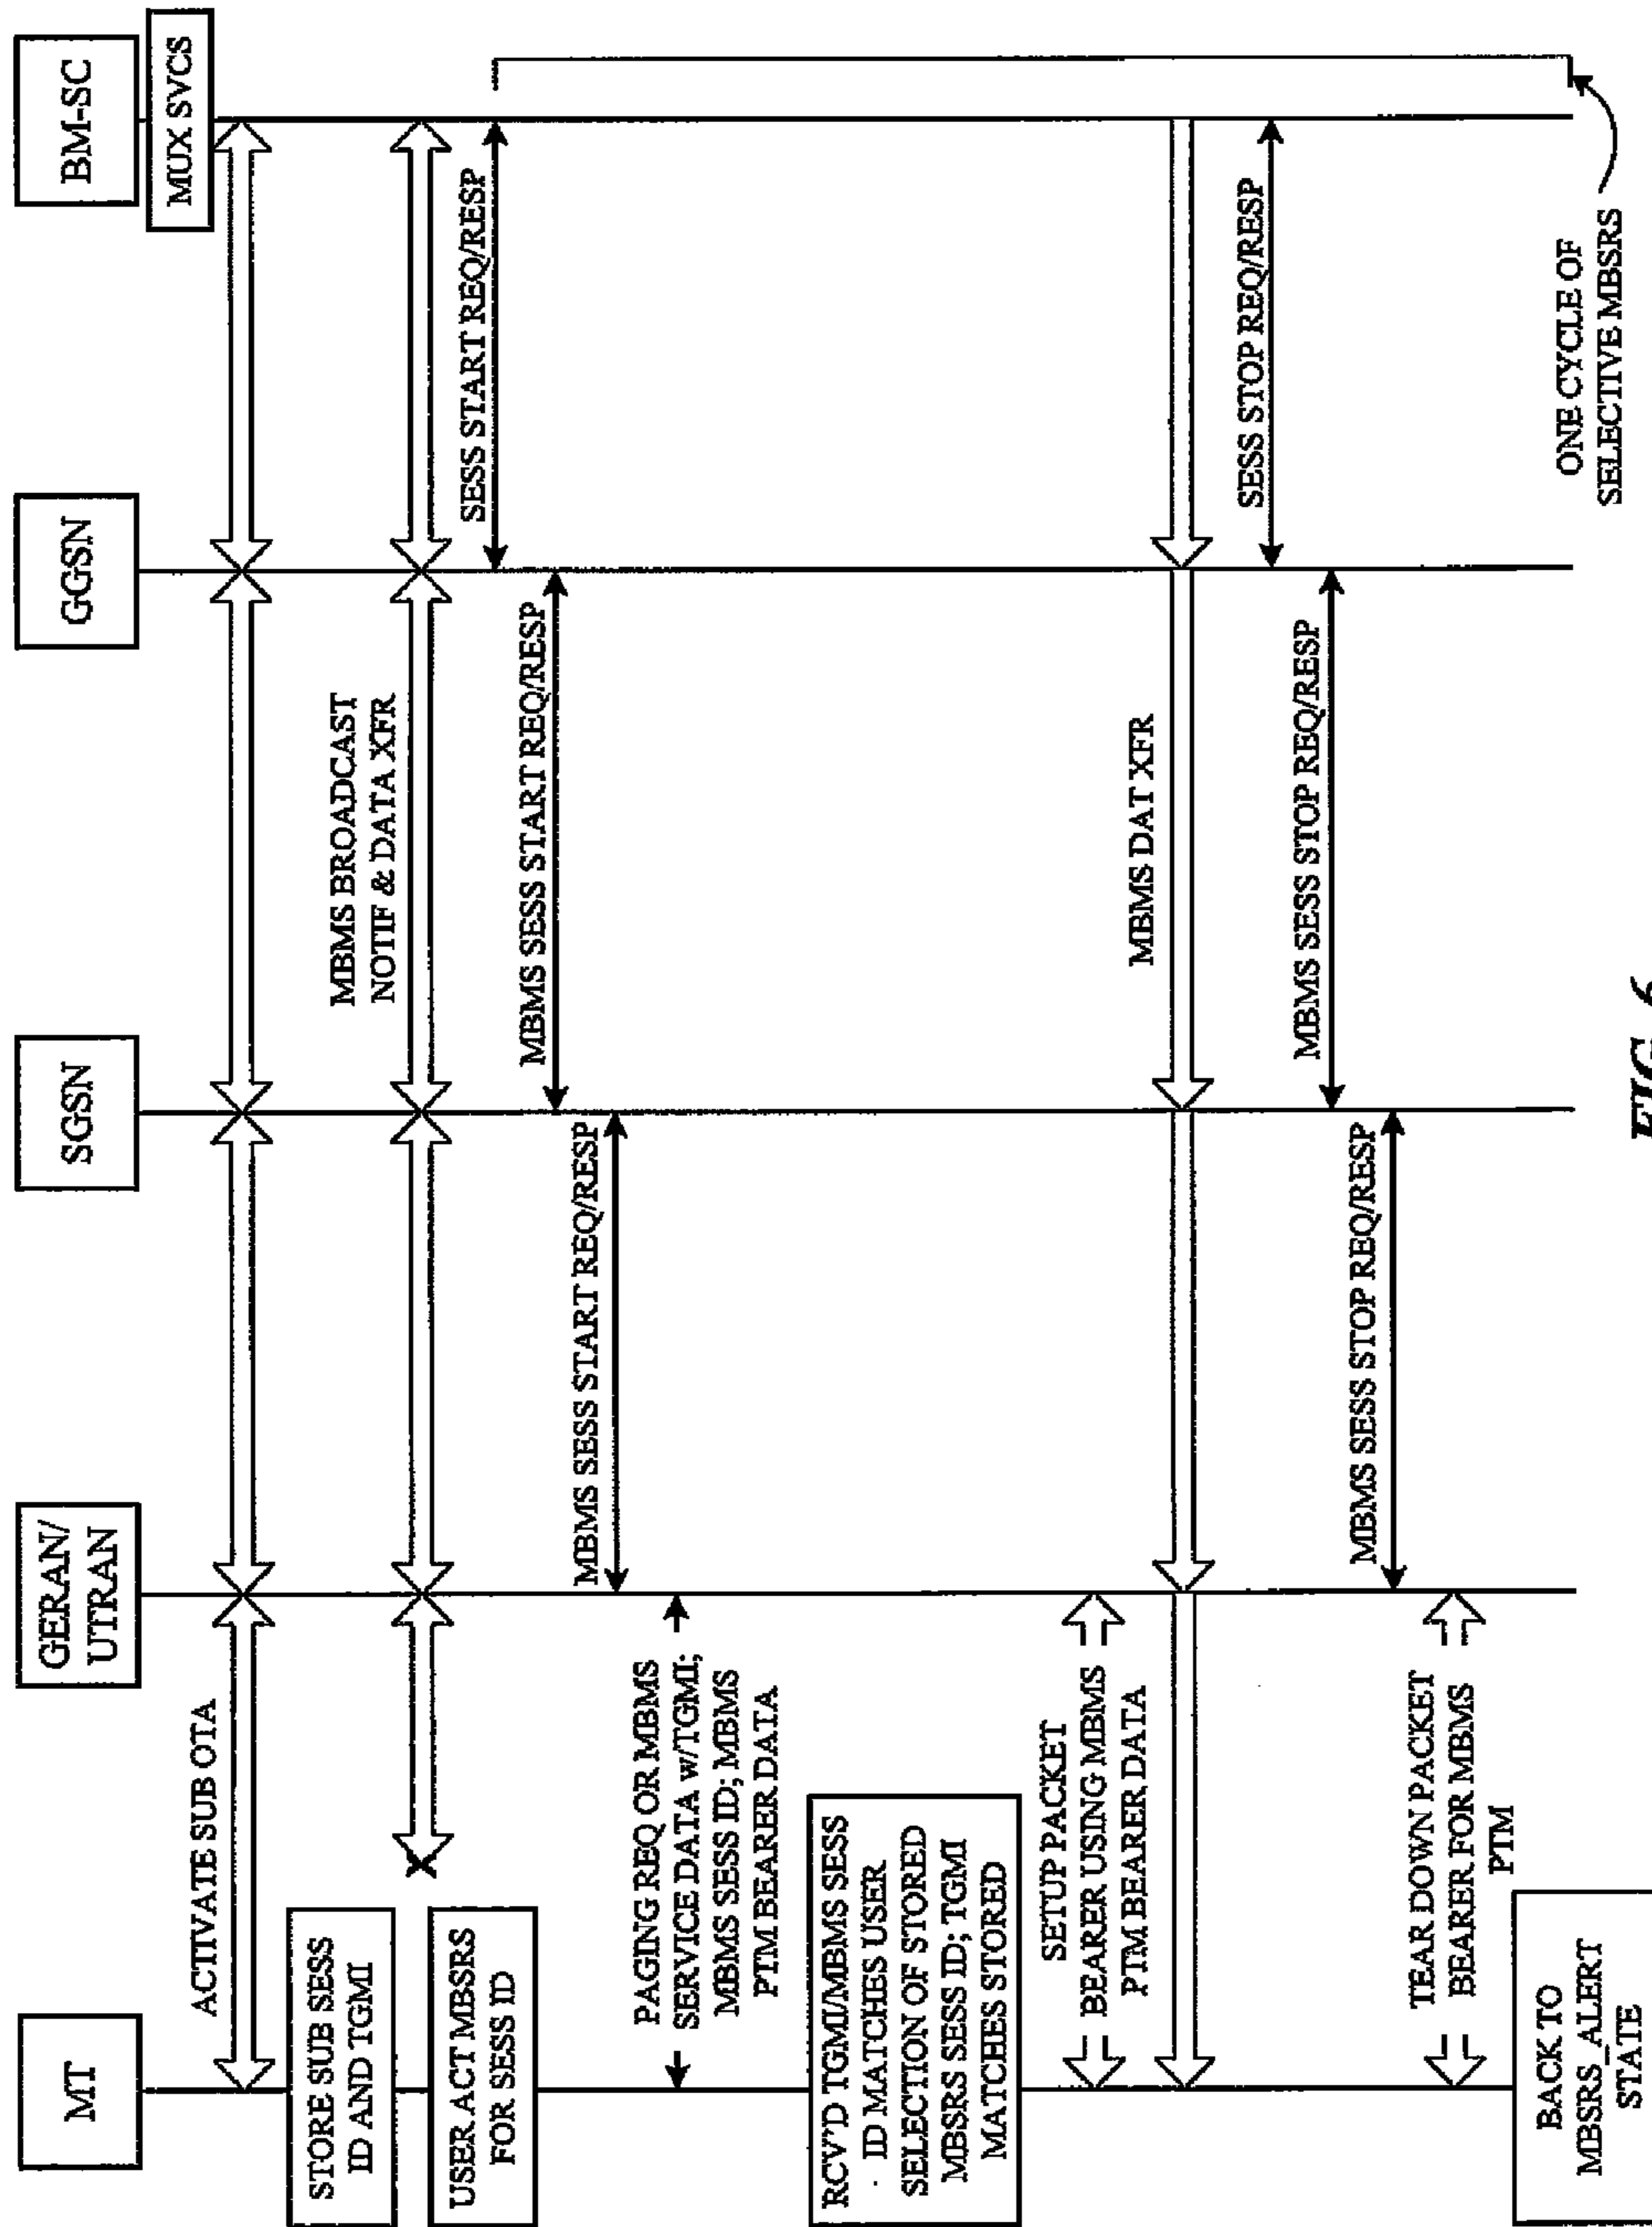 MT
GERAN/
UTRAN
SGSN
GGSN
BM-SC
MUX SVCS
ACTIVATE SUB OTA
STORE SUB SESS
ID AND TGMI
MBMS BROADCAST
NOTIF & DATA XFR
USER ACT MBSRS
FOR SESS ID
SESS START REQ/RESP
MBMS SESS START REQ/RESP
MBMS SESS START REQ/RESP
PAGING REQ OR MBMS
SERVICE DATA w/TGMI;
MBMS SESS ID; MBMS
PTM BEARER DATA
RCV'D TGMI/MBMS SESS
ID MATCHES USER
SELECTION OF STORED
MBSRS SESS ID; TGMI
MATCHES STORED
SETUP PACKET
BEARER USING MBMS
PTM BEARER DATA
MBMS DAT XFR
SESS STOP REQ/RESP
MBMS SESS STOP REQ/RESP
MBMS SESS STOP REQ/RESP
TEAR DOWN PACKET
BEARER FOR MBMS
PTM
BACK TO
MBSRS_ALERT
STATE
ONE CYCLE OF
SELECTIVE MBSRS
FIG. 6